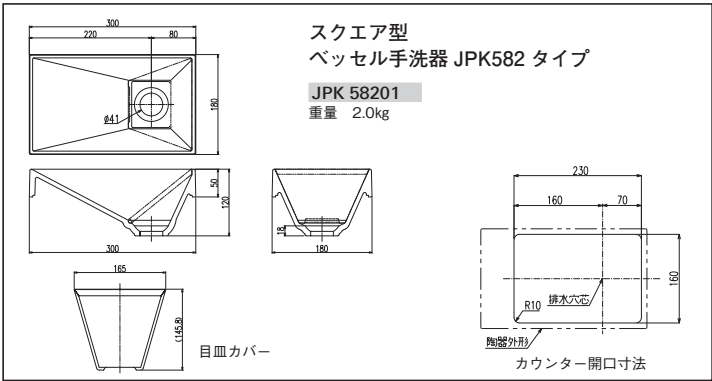 スクエア型
ベッセル手洗器 JPK582 タイプ
JPK 58201
重量 2.0kg
300
220 80
180
ø41
50
120
300
18
180
165
(145.8)
目皿カバー
230
160 70
160
R10
排水穴芯
陶器外形
カウンター開口寸法